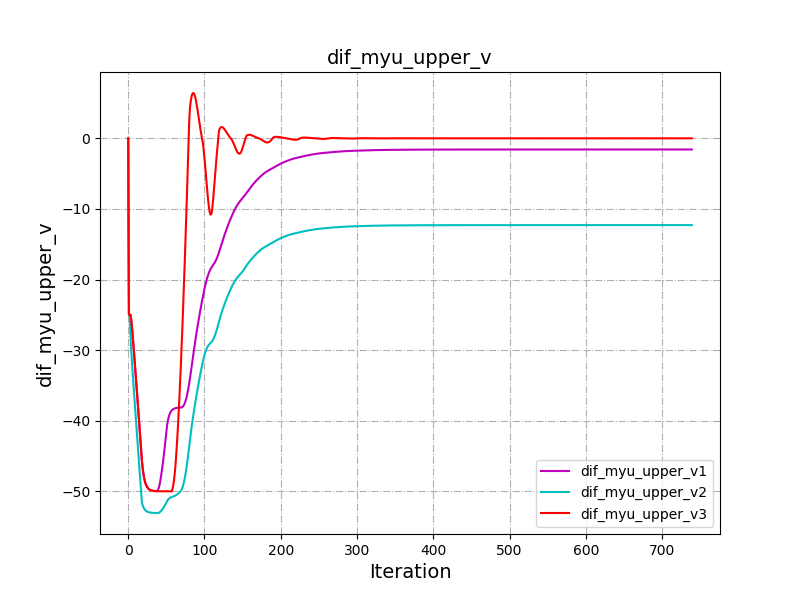 dif_myu_upper_v
dif_myu_upper_v
0
−10
−20
−30
−40
−50
0 100 200 300 400 500 600 700
Iteration
dif_myu_upper_v1
dif_myu_upper_v2
dif_myu_upper_v3